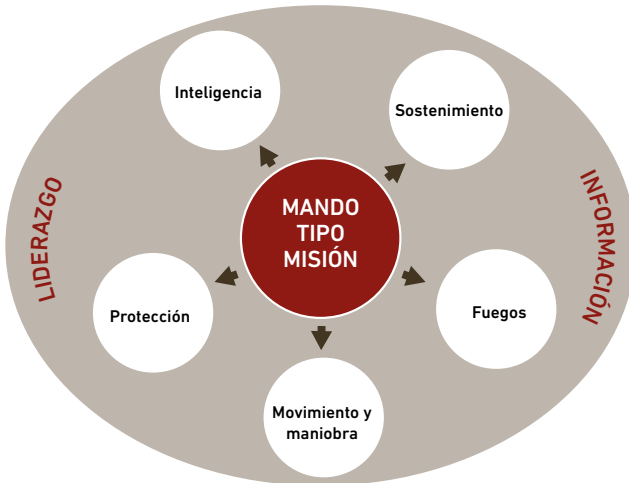 Inteligencia
Sostenimiento
LIDERAZGO
MANDO
TIPO
MISIÓN
INFORMACIÓN
Protección
Fuegos
Movimiento y
maniobra